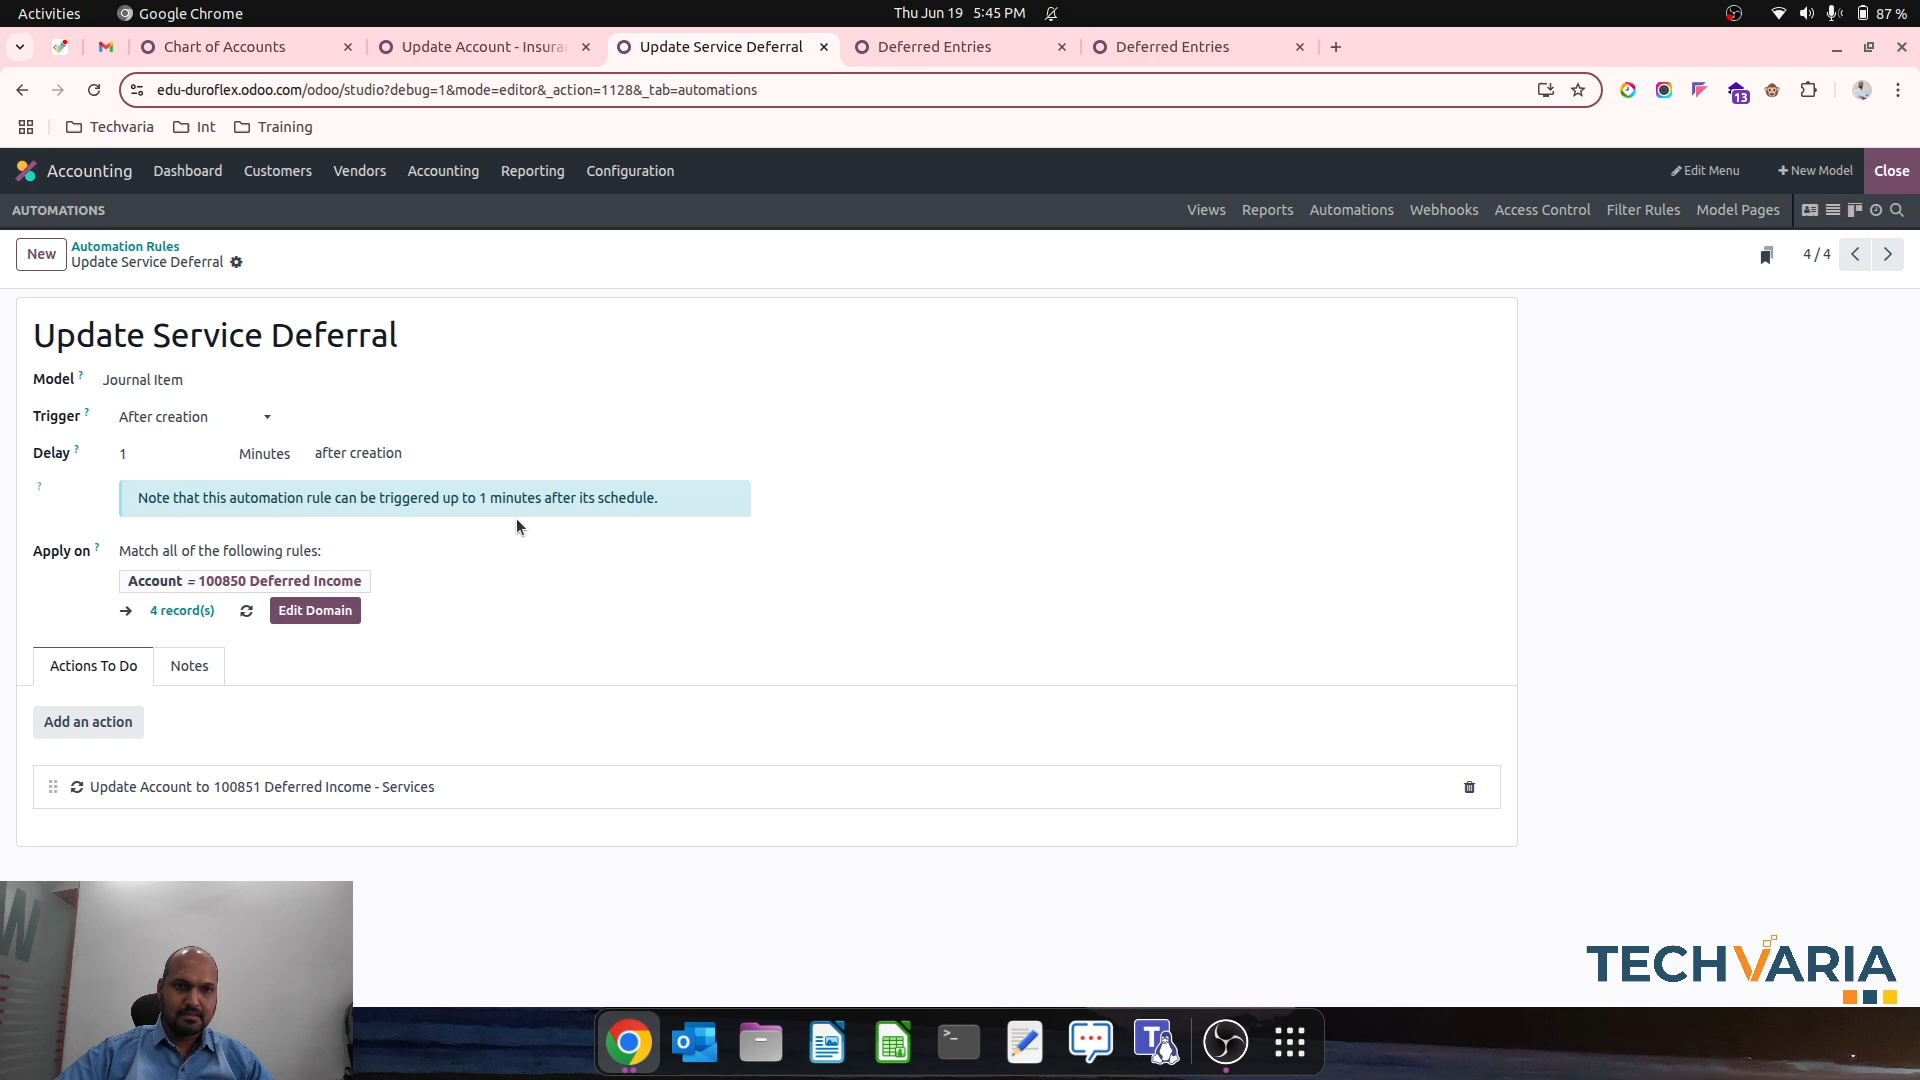 Activities
Google Chrome
Thu Jun 19 5:45 PM
87 %
Chart of Accounts
Update Account - Insura
Update Service Deferral
Deferred Entries
Deferred Entries
edu-duroflex.odoo.com/odoo/studio?debug=1&mode=editor&_action=1128&_tab=automations
13
Techvaria
Int
Training
Accounting
Dashboard
Customers
Vendors
Accounting
Reporting
Configuration
Edit Menu
New Model
Close
AUTOMATIONS
Views
Reports
Automations
Webhooks
Access Control
Filter Rules
Model Pages
New
Automation Rules
Update Service Deferral
4 / 4
Update Service Deferral
Model ? Journal Item
Trigger ? After creation
Delay ? 1 Minutes after creation
? Note that this automation rule can be triggered up to 1 minutes after its schedule.
Apply on ? Match all of the following rules:
Account = 100850 Deferred Income
4 record(s)
Edit Domain
Actions To Do
Notes
Add an action
Update Account to 100851 Deferred Income - Services
W
TECHVARIA